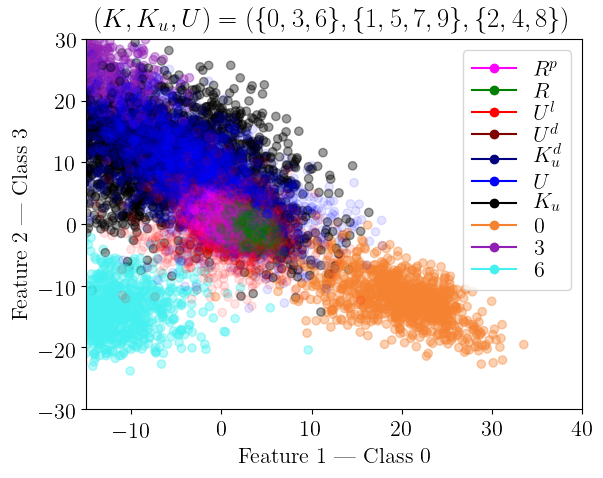 (K, K_u, U) = ({0, 3, 6}, {1, 5, 7, 9}, {2, 4, 8})
30
20
10
0
−10
−20
−30
Feature 2 — Class 3
−10
0
10
20
30
40
Feature 1 — Class 0
R^p
R
U^l
U^d
K_u^d
U
K_u
0
3
6